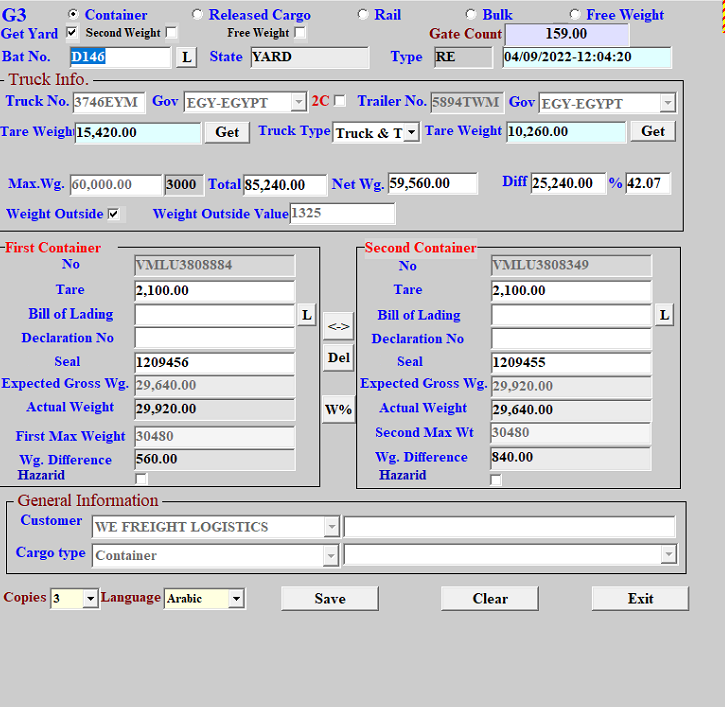 G3 Container Released Cargo Rail Bulk Free Weight
Get Yard Second Weight Free Weight Gate Count 159.00
Bat No. D146 L State YARD Type RE 04/09/2022-12:04:20
Truck Info.
Truck No. 3746EYM Gov EGY-EGYPT 2C Trailer No. 5894TWM Gov EGY-EGYPT
Tare Weight 15,420.00 Get Truck Type Truck & T Tare Weight 10,260.00 Get
Max.Wg. 60,000.00 3000 Total 85,240.00 Net Wg. 59,560.00 Diff 25,240.00 % 42.07
Weight Outside Weight Outside Value 1325
First Container
No VMLU3808884
Tare 2,100.00
Bill of Lading L
Declaration No
Seal 1209456
Expected Gross Wg. 29,640.00
Actual Weight 29,920.00
First Max Weight 30480
Wg. Difference 560.00
Hazarid
<->
Del
W%
Second Container
No VMLU3808349
Tare 2,100.00
Bill of Lading L
Declaration No
Seal 1209455
Expected Gross Wg. 29,920.00
Actual Weight 29,640.00
Second Max Wt 30480
Wg. Difference 840.00
Hazarid
General Information
Customer WE FREIGHT LOGISTICS
Cargo type Container
Copies 3 Language Arabic Save Clear Exit